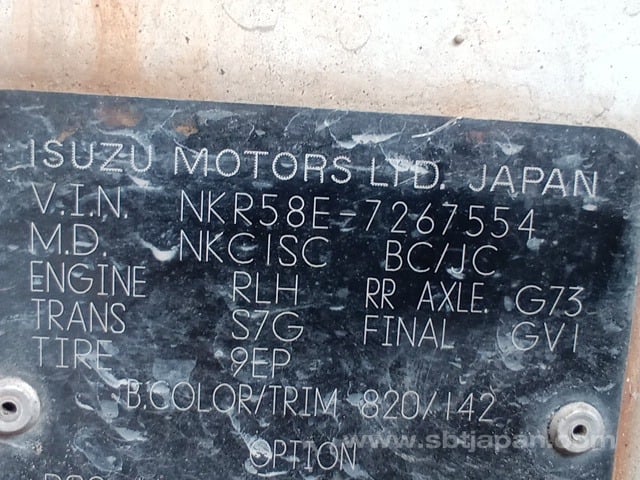 ISUZU MOTORS LTD. JAPAN
V.I.N. NKR58E-7267554
M.D. NKC1SC BC/JC
ENGINE RLH RR AXLE. G73
TRANS S7G FINAL GV1
TIRE 9EP
B.COLOR/TRIM 820/142
www.sbtjapan.com
OPTION